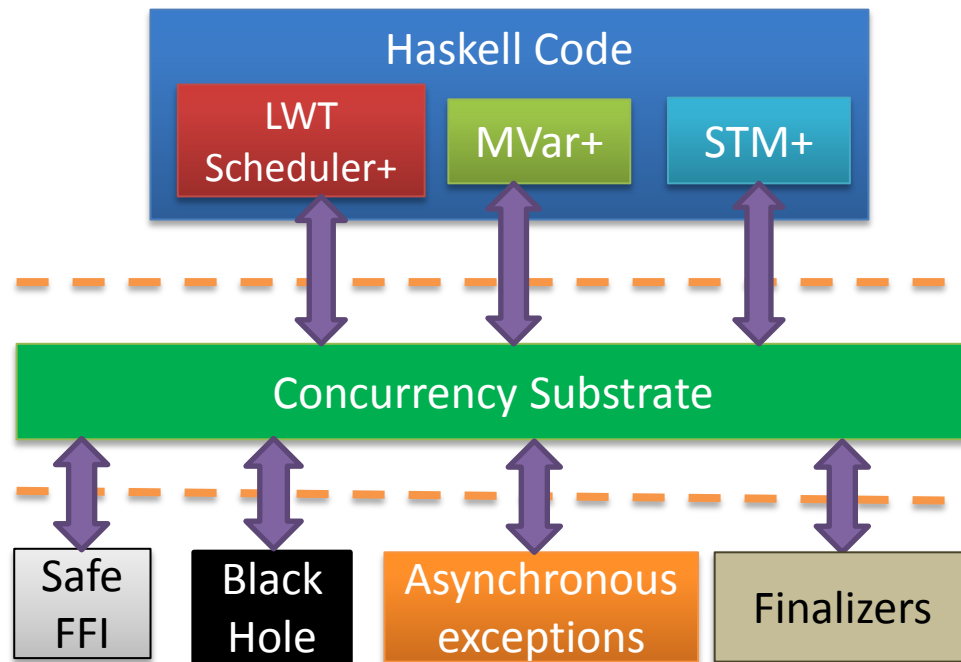 Haskell Code
LWT
Scheduler+
MVar+
STM+
Concurrency Substrate
Safe
FFI
Black
Hole
Asynchronous
exceptions
Finalizers